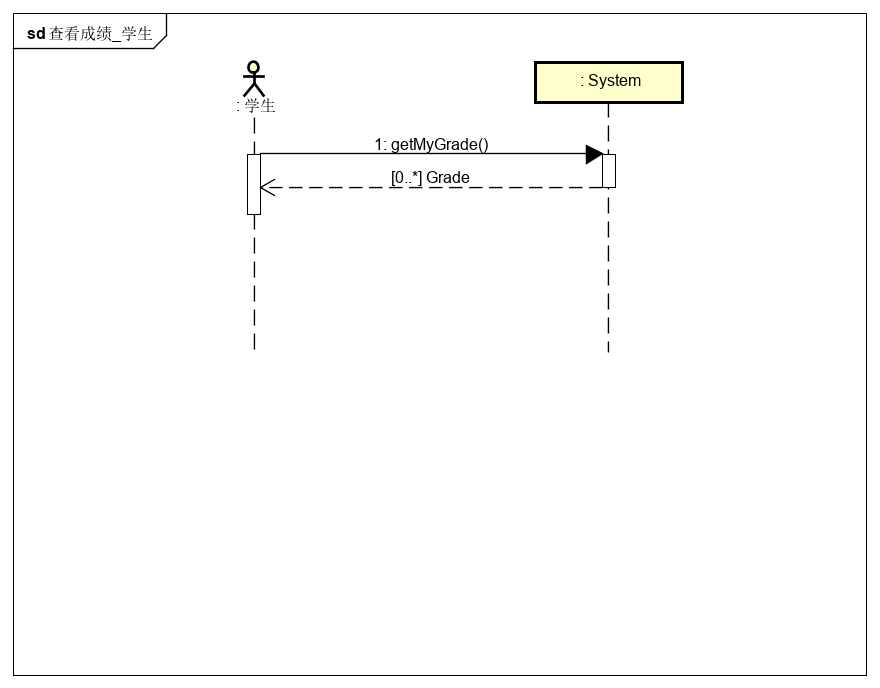 sd 查看成绩_学生
: 学生
: System
1: getMyGrade()
[0..*] Grade